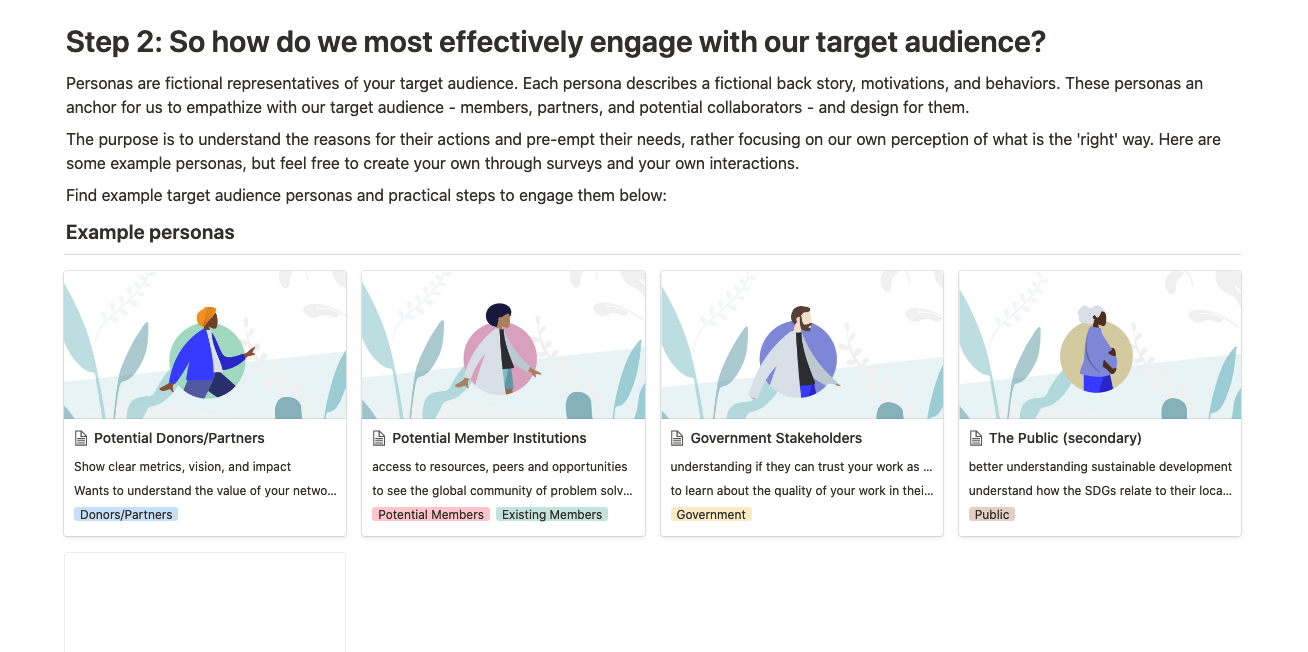 Step 2: So how do we most effectively engage with our target audience?
Personas are fictional representatives of your target audience. Each persona describes a fictional back story, motivations, and behaviors. These personas an
anchor for us to empathize with our target audience - members, partners, and potential collaborators - and design for them.
The purpose is to understand the reasons for their actions and pre-empt their needs, rather focusing on our own perception of what is the 'right' way. Here are
some example personas, but feel free to create your own through surveys and your own interactions.
Find example target audience personas and practical steps to engage them below:
Example personas
Potential Donors/Partners
Show clear metrics, vision, and impact
Wants to understand the value of your netwo...
Donors/Partners
Potential Member Institutions
access to resources, peers and opportunities
to see the global community of problem solv...
Potential Members Existing Members
Government Stakeholders
understanding if they can trust your work as ...
to learn about the quality of your work in thei...
Government
The Public (secondary)
better understanding sustainable development
understand how the SDGs relate to their loca...
Public